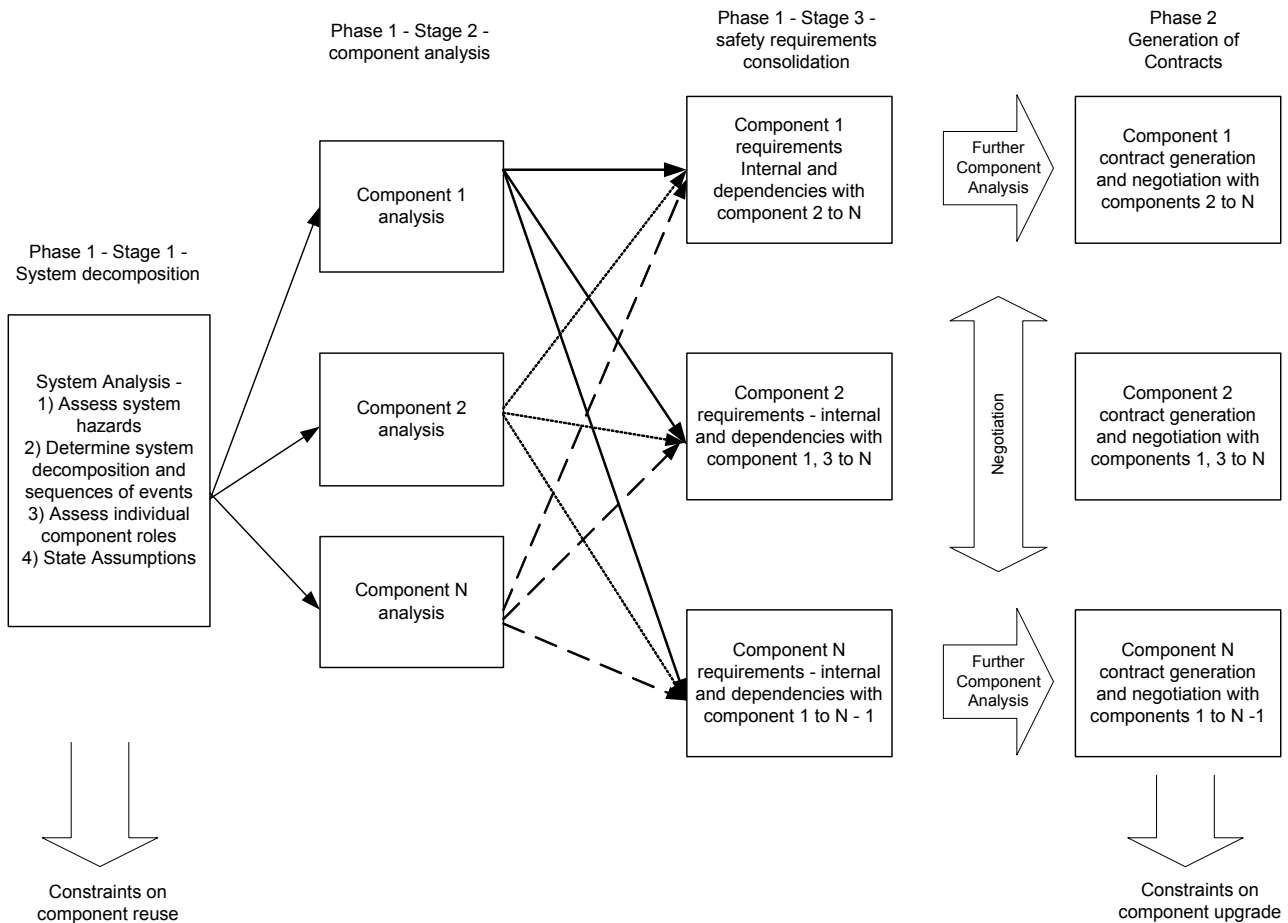 Phase 1 - Stage 1 -
System decomposition
System Analysis -
1) Assess system
hazards
2) Determine system
decomposition and
sequences of events
3) Assess individual
component roles
4) State Assumptions
Constraints on
component reuse
Phase 1 - Stage 2 -
component analysis
Component 1
analysis
Component 2
analysis
Component N
analysis
Phase 1 - Stage 3 -
safety requirements
consolidation
Component 1
requirements
Internal and
dependencies with
component 2 to N
Component 2
requirements - internal
and dependencies with
component 1, 3 to N
Component N
requirements - internal
and dependencies with
component 1 to N - 1
Further
Component
Analysis
Negotiation
Further
Component
Analysis
Phase 2
Generation of
Contracts
Component 1
contract generation
and negotiation with
components 2 to N
Component 2
contract generation
and negotiation with
components 1, 3 to N
Component N
contract generation
and negotiation with
components 1 to N -1
Constraints on
component upgrade